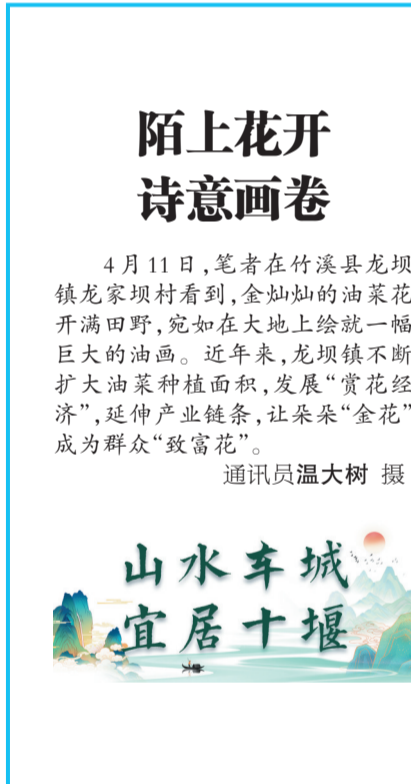 陌上花开
诗意画卷
4月11日，笔者在竹溪县龙坝
镇龙家坝村看到，金灿灿的油菜花
开满田野，宛如在大地上绘就一幅
巨大的油画。近年来，龙坝镇不断
扩大油菜种植面积，发展“赏花经
济”，延伸产业链条，让朵朵“金花”
成为群众“致富花”。
通讯员温大树 摄
山水车城
宜居十堰